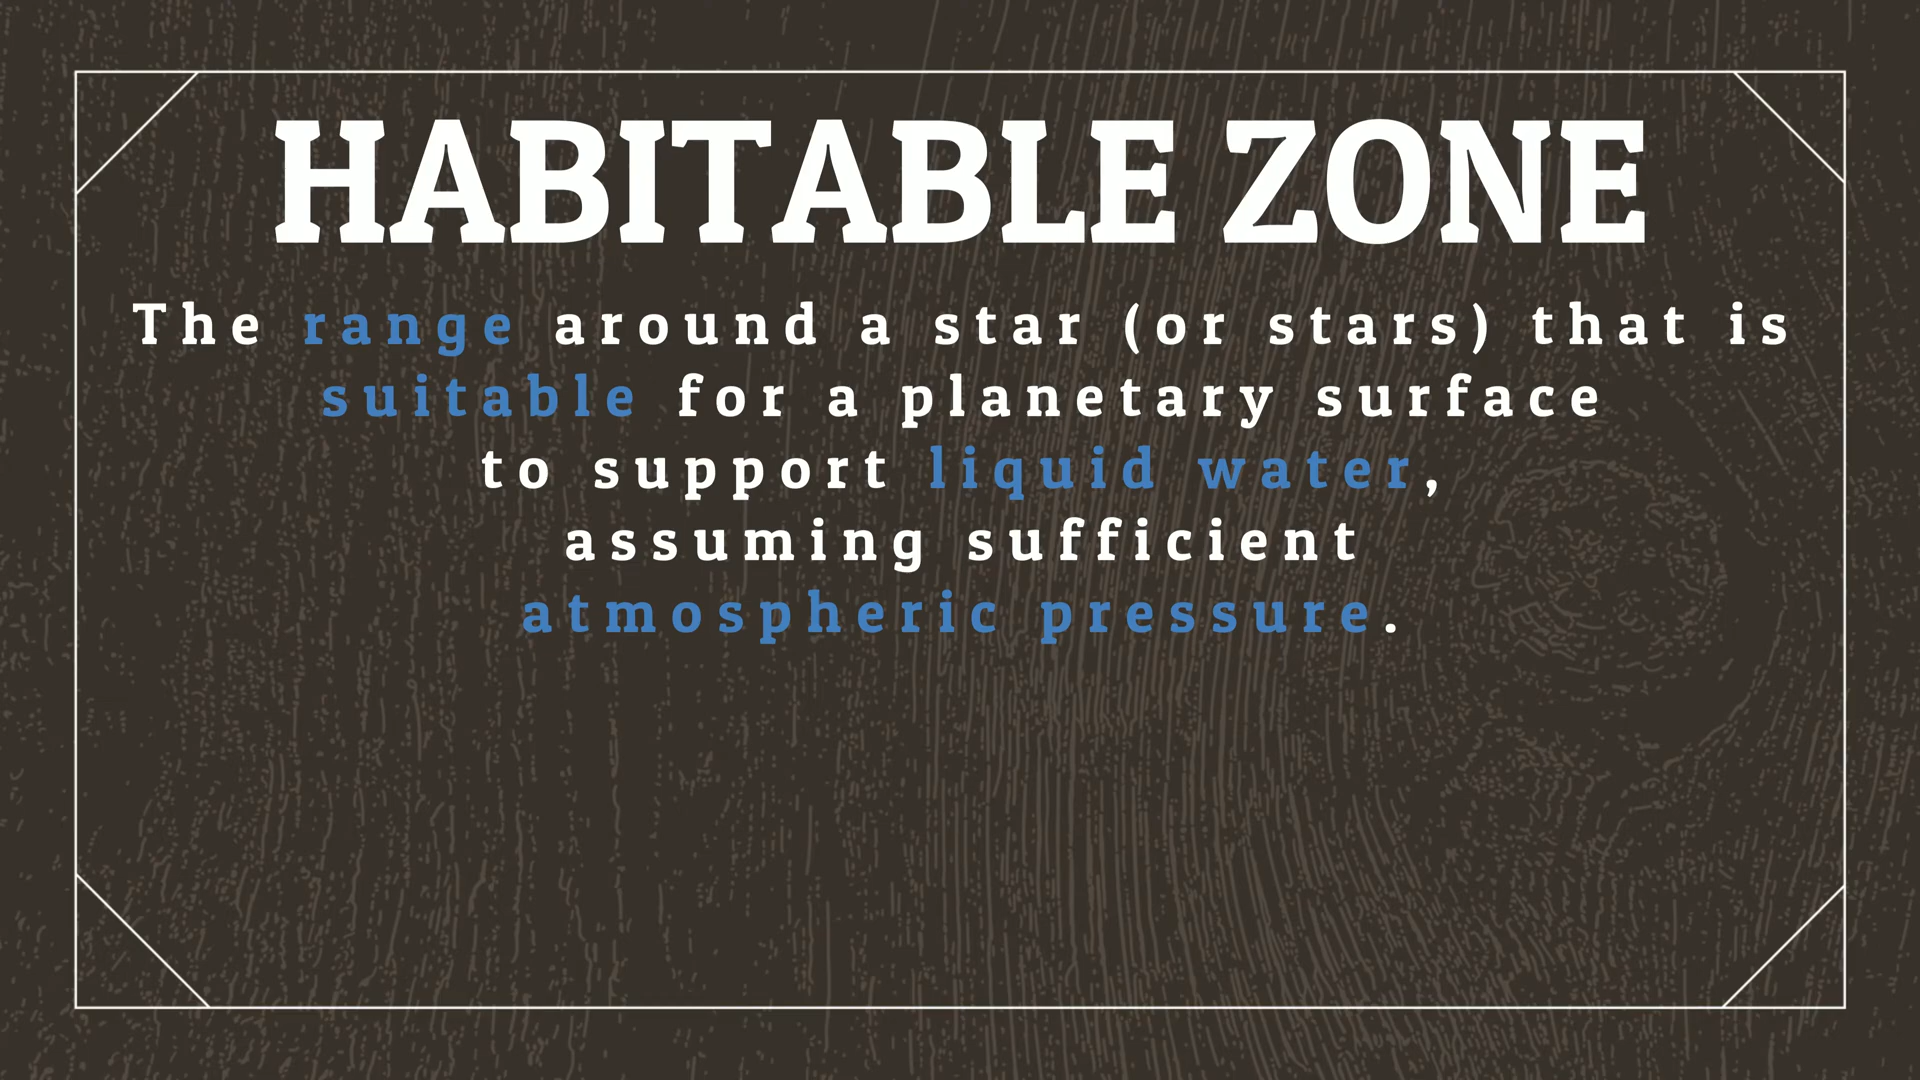 HABITABLE ZONE
The range around a star (or stars) that is
suitable for a planetary surface
to support liquid water,
assuming sufficient
atmospheric pressure.